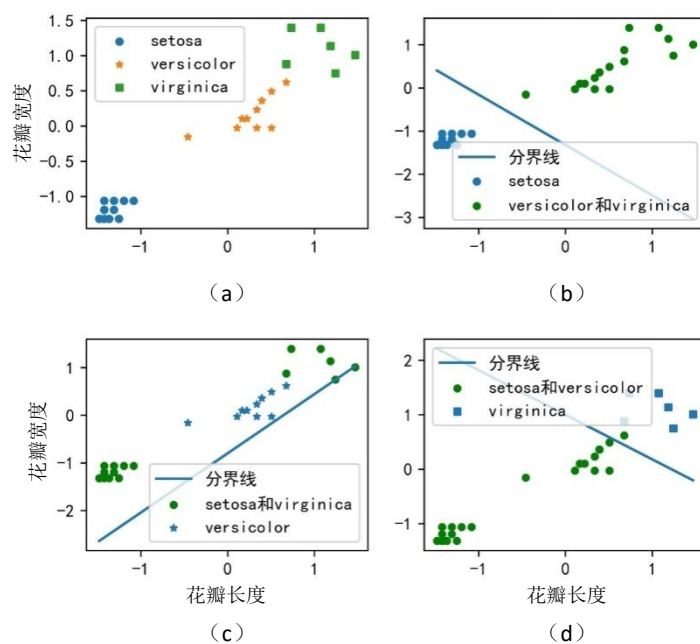 1.5
1.0
0.5
0.0
−0.5
−1.0
花瓣宽度
setosa
versicolor
virginica
−1
0
1
（a）
1
0
−1
−2
−3
分界线
setosa
versicolor和virginica
−1
0
1
（b）
1
0
−1
−2
花瓣宽度
分界线
setosa和virginica
versicolor
−1
0
1
花瓣长度
（c）
2
1
0
−1
分界线
setosa和versicolor
virginica
−1
0
1
花瓣长度
（d）